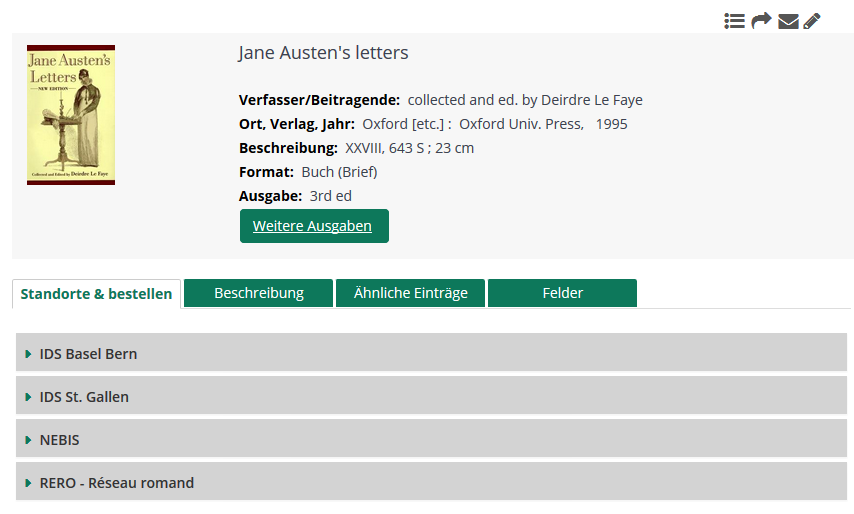 Jane Austen's
Letters
NEW EDITION
Collected and Edited by Deirdre Le Faye
Jane Austen's letters
Verfasser/Beitragende: collected and ed. by Deirdre Le Faye
Ort, Verlag, Jahr: Oxford [etc.] : Oxford Univ. Press, 1995
Beschreibung: XXVIII, 643 S ; 23 cm
Format: Buch (Brief)
Ausgabe: 3rd ed
Weitere Ausgaben
Standorte & bestellen Beschreibung Ähnliche Einträge Felder
IDS Basel Bern
IDS St. Gallen
NEBIS
RERO - Réseau romand